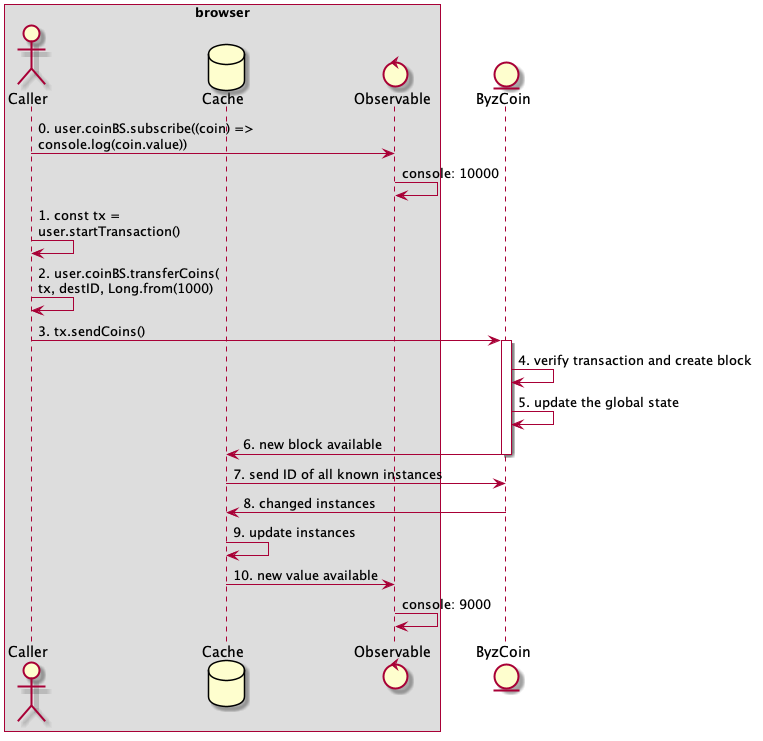 browser
Caller
Cache
Observable
ByzCoin
0. user.coinBS.subscribe((coin) =>
console.log(coin.value))
console: 10000
1. const tx =
user.startTransaction()
2. user.coinBS.transferCoins(
tx, destID, Long.from(1000)
3. tx.sendCoins()
4. verify transaction and create block
5. update the global state
6. new block available
7. send ID of all known instances
8. changed instances
9. update instances
10. new value available
console: 9000
Caller
Cache
Observable
ByzCoin